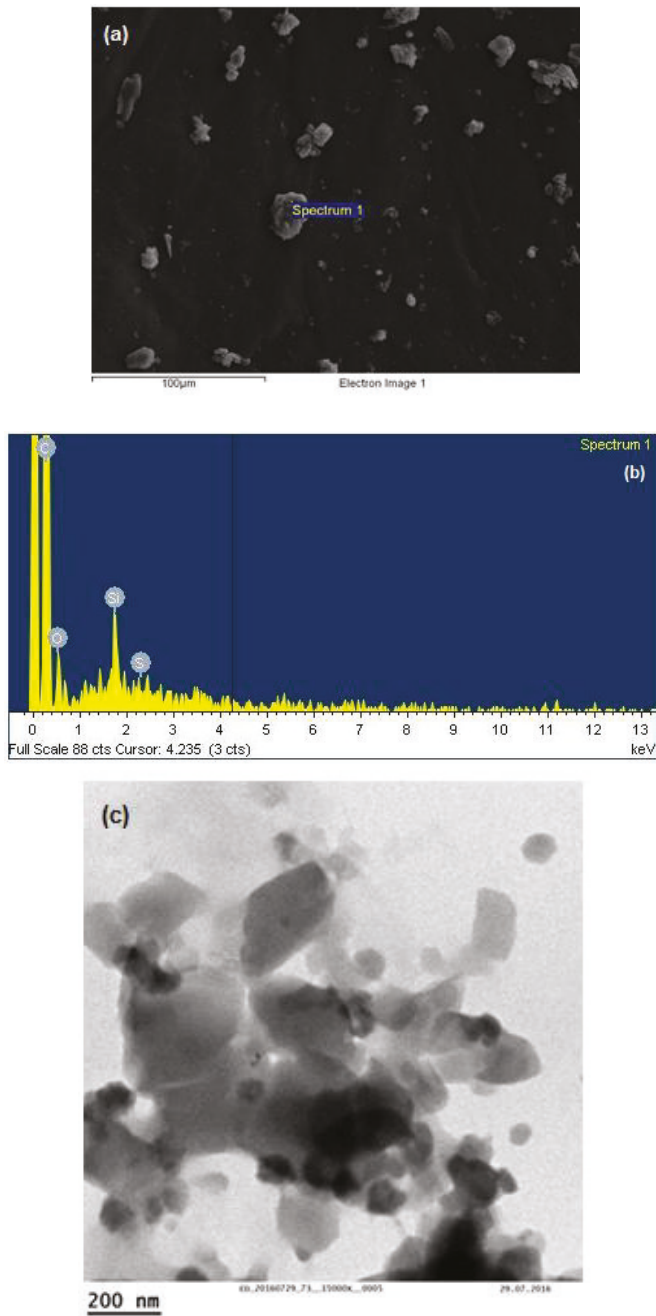 (a)
Spectrum 1
100µm
Electron Image 1
Spectrum 1
(b)
C
O
Si
S
0 1 2 3 4 5 6 7 8 9 10 11 12 13
Full Scale 88 cts Cursor: 4.235 (3 cts)
keV
(c)
29.07.2016
200 nm